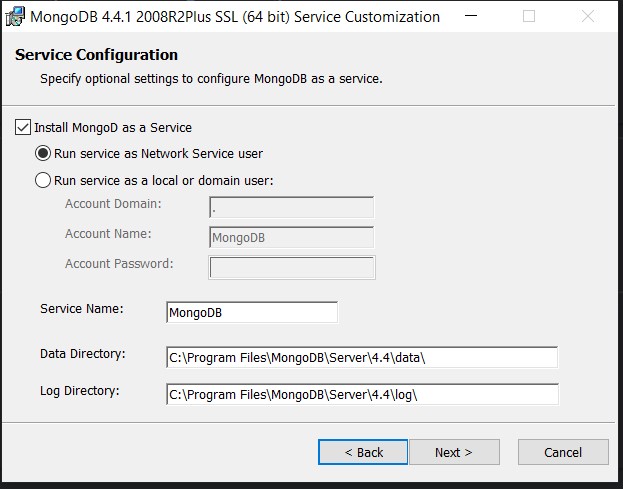 MongoDB 4.4.1 2008R2Plus SSL (64 bit) Service Customization
Service Configuration
Specify optional settings to configure MongoDB as a service.
Install MongoD as a Service
Run service as Network Service user
Run service as a local or domain user:
Account Domain: .
Account Name: MongoDB
Account Password:
Service Name: MongoDB
Data Directory: C:\Program Files\MongoDB\Server\4.4\data\
Log Directory: C:\Program Files\MongoDB\Server\4.4\log\
< Back Next > Cancel